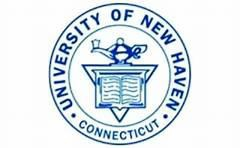 UNIVERSITY OF NEW HAVEN
· CONNECTICUT ·